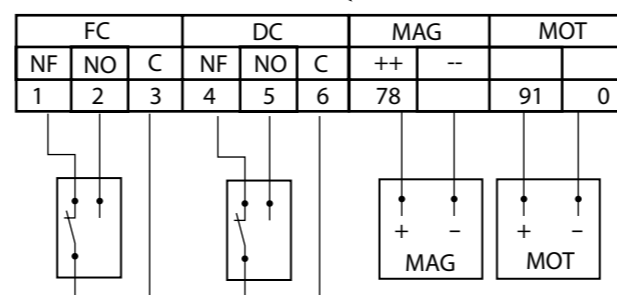 FC DC MAG MOT
NF NO C NF NO C ++ --
1 2 3 4 5 6 78 91 0
+ – + –
MAG MOT